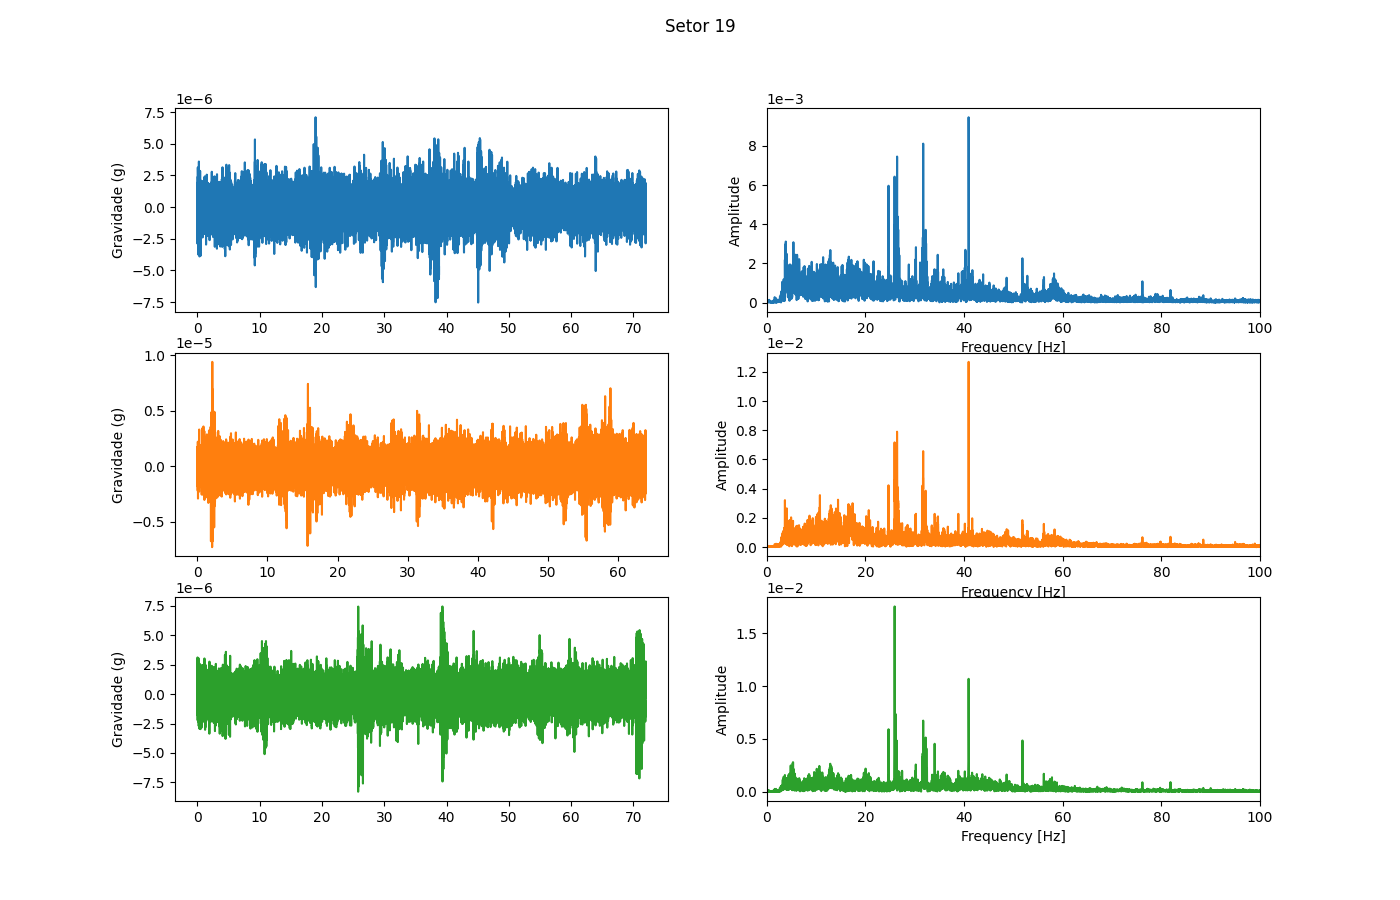 Setor 19
1e−6
Gravidade (g)
7.5
5.0
2.5
0.0
−2.5
−5.0
−7.5
0 10 20 30 40 50 60 70
1e−3
Amplitude
8
6
4
2
0
0 20 40 60 80 100
Frequency [Hz]
1e−5
Gravidade (g)
1.0
0.5
0.0
−0.5
0 10 20 30 40 50 60
1e−2
Amplitude
1.2
1.0
0.8
0.6
0.4
0.2
0.0
0 20 40 60 80 100
Frequency [Hz]
1e−6
Gravidade (g)
7.5
5.0
2.5
0.0
−2.5
−5.0
−7.5
0 10 20 30 40 50 60 70
1e−2
Amplitude
1.5
1.0
0.5
0.0
0 20 40 60 80 100
Frequency [Hz]